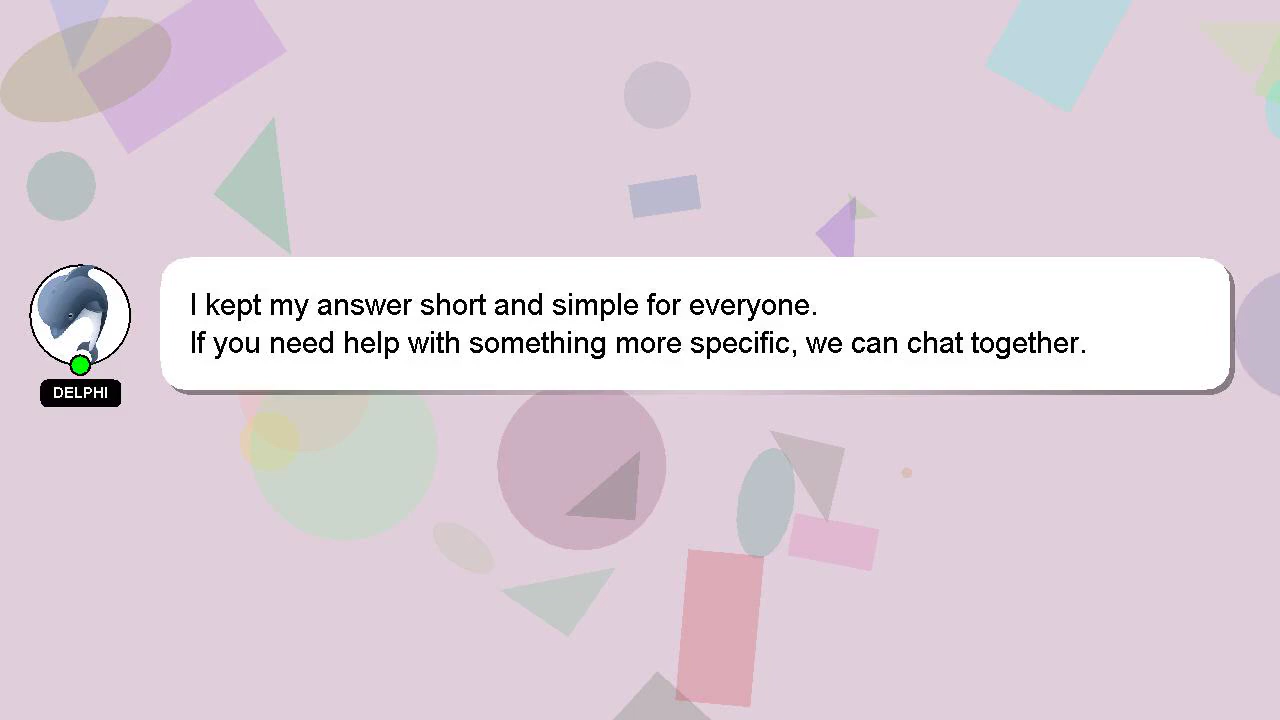 I kept my answer short and simple for everyone.
If you need help with something more specific, we can chat together.
DELPHI